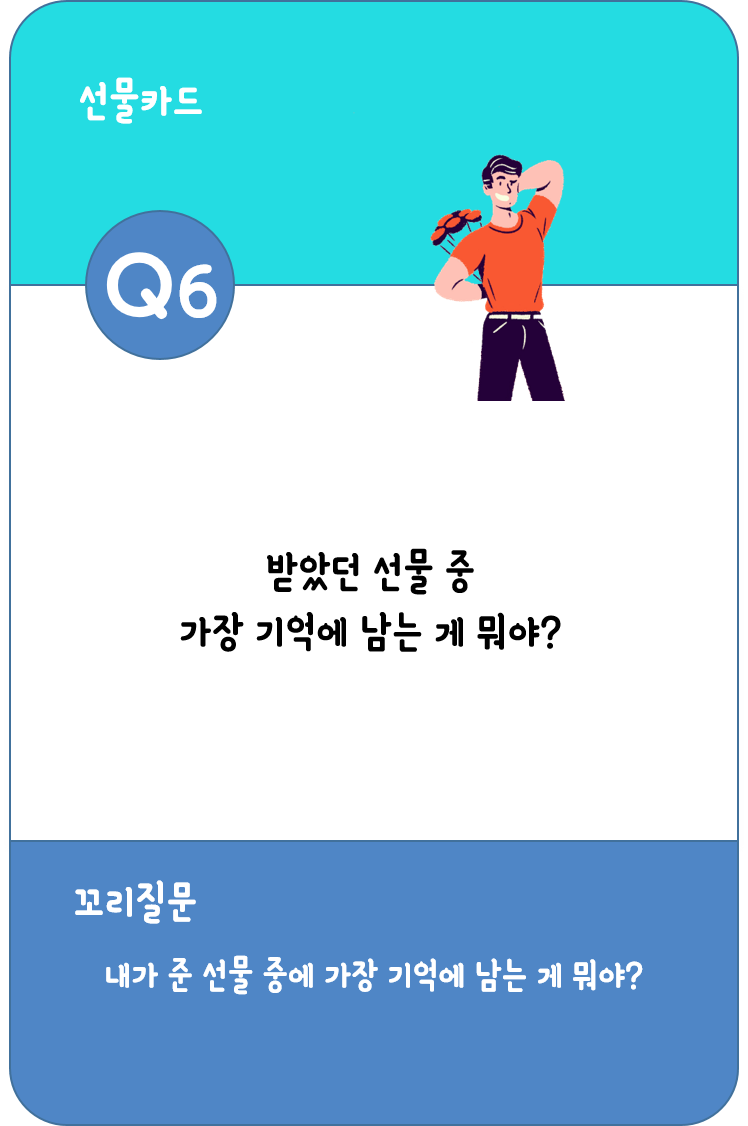 선물카드
Q6
받았던 선물 중
가장 기억에 남는 게 뭐야?
꼬리질문
내가 준 선물 중에 가장 기억에 남는 게 뭐야?